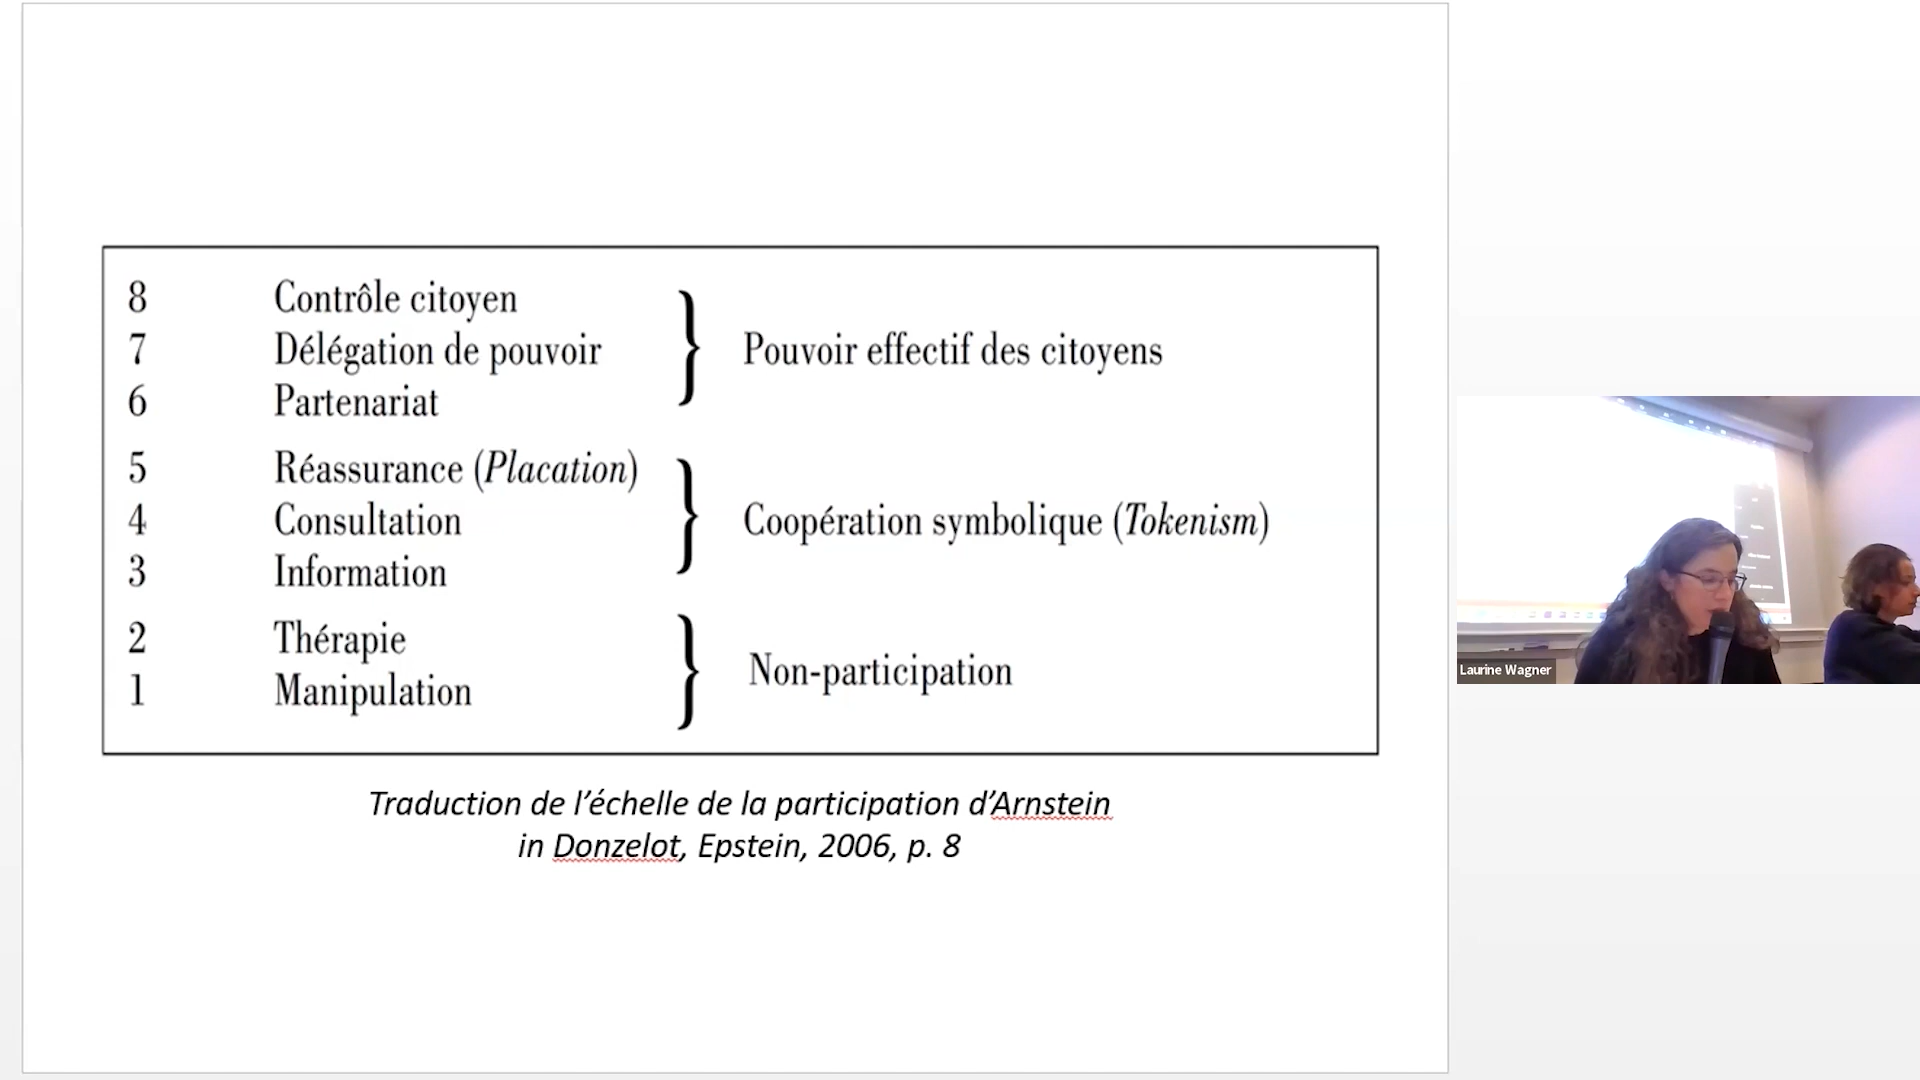 8 Contrôle citoyen
7 Délégation de pouvoir
6 Partenariat
Pouvoir effectif des citoyens
5 Réassurance (Placation)
4 Consultation
3 Information
Coopération symbolique (Tokenism)
2 Thérapie
1 Manipulation
Non-participation
Traduction de l’échelle de la participation d’Arnstein
in Donzelot, Epstein, 2006, p. 8
Laurine Wagner